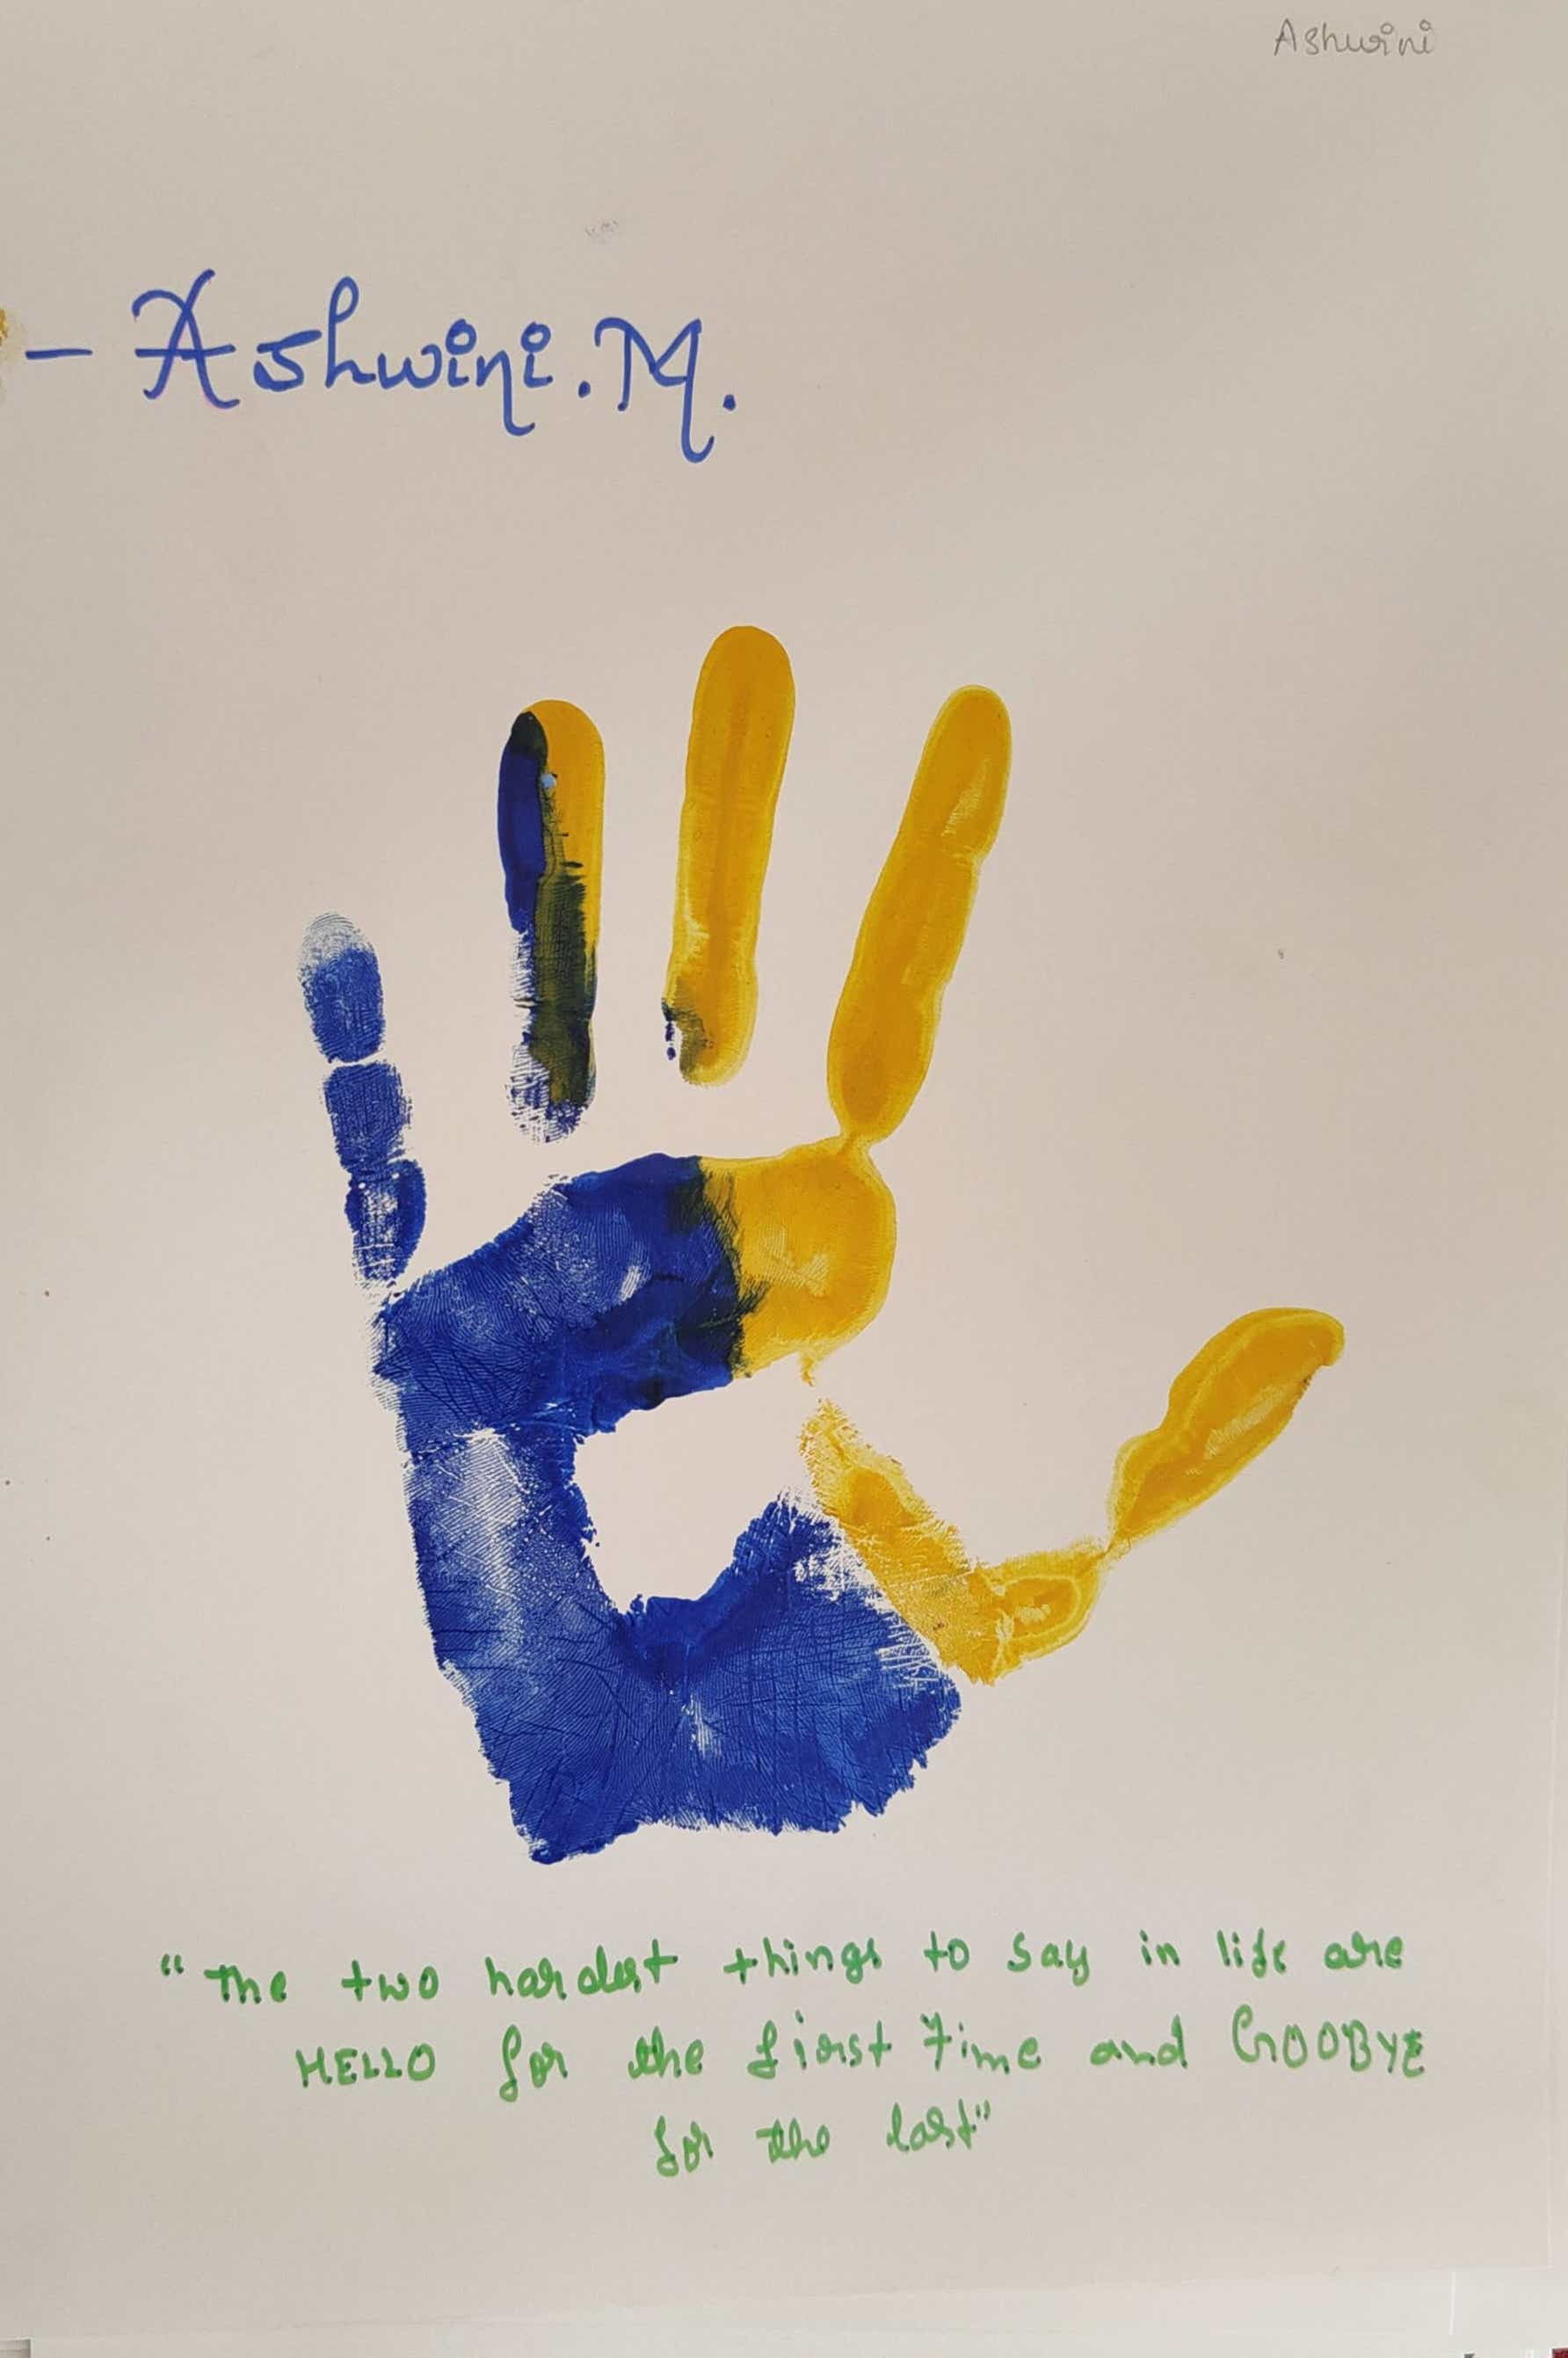 Ashwini
- Ashwini.M.
"The two hardest things to say in life are
HELLO for the first Time and GOOBYE
for the last"